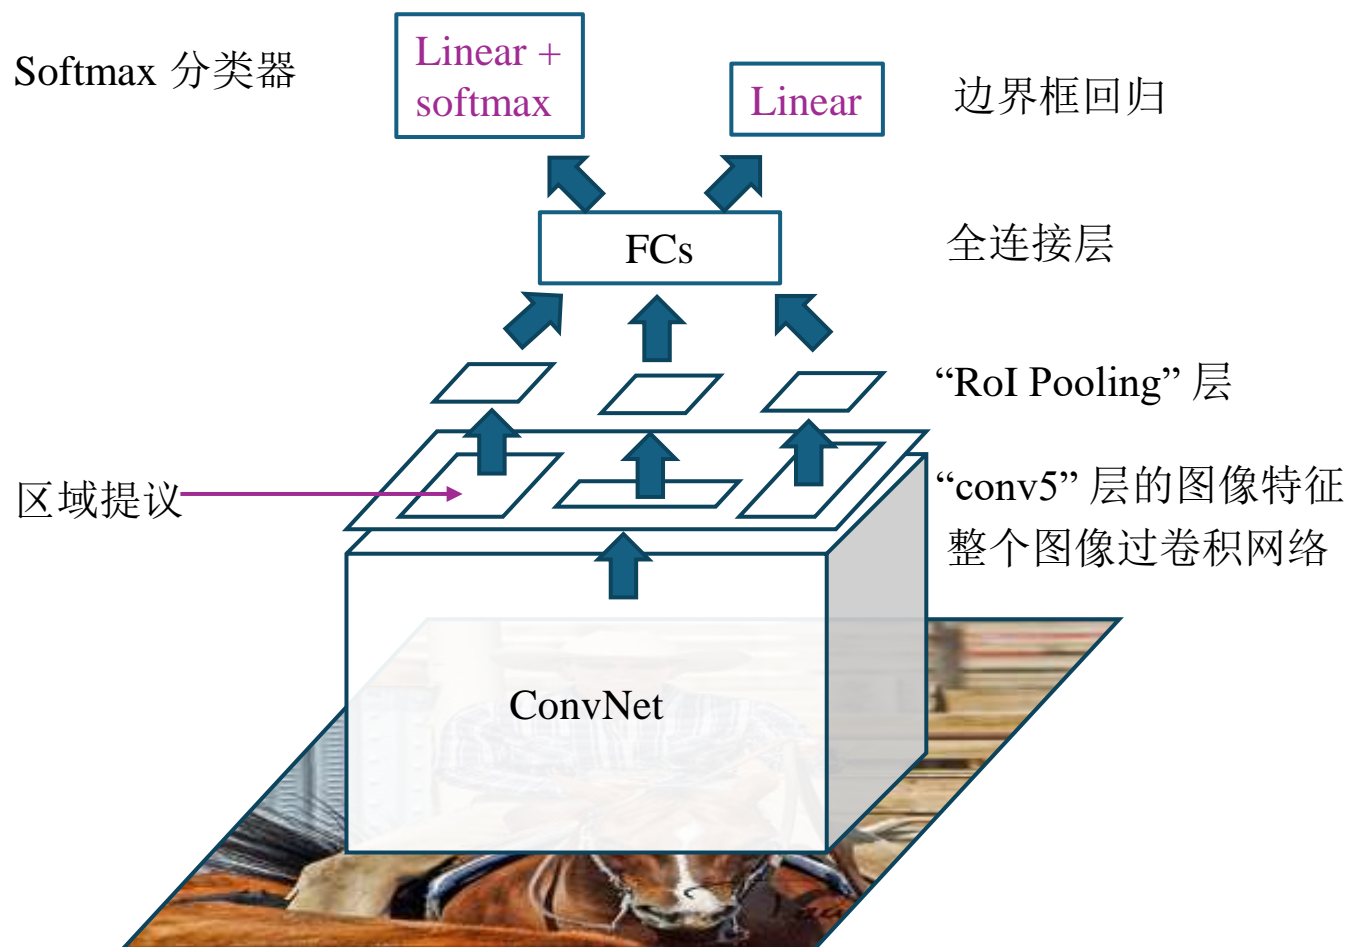 Softmax 分类器
Linear +
softmax
Linear
边界框回归
FCs
全连接层
“RoI Pooling” 层
区域提议
“conv5” 层的图像特征
整个图像过卷积网络
ConvNet